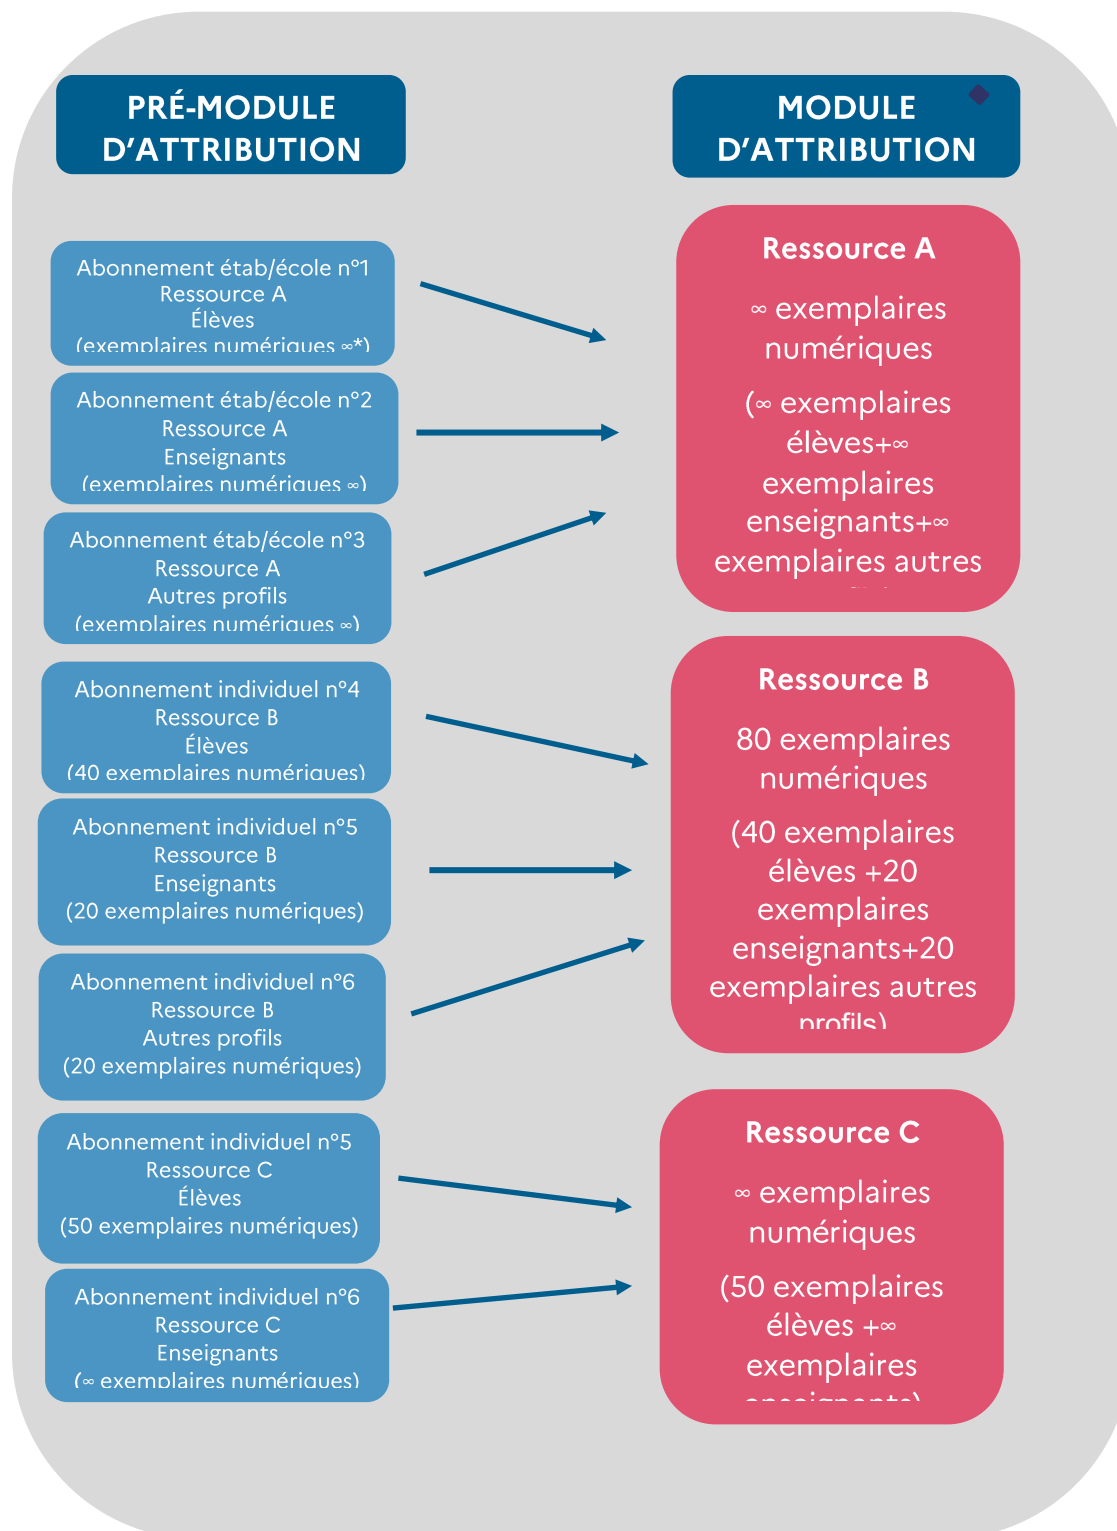 PRÉ-MODULE
D’ATTRIBUTION
Abonnement étab/école n°1
Ressource A
Élèves
(exemplaires numériques ∞*)
Abonnement étab/école n°2
Ressource A
Enseignants
(exemplaires numériques ∞)
Abonnement étab/école n°3
Ressource A
Autres profils
(exemplaires numériques ∞)
Abonnement individuel n°4
Ressource B
Élèves
(40 exemplaires numériques)
Abonnement individuel n°5
Ressource B
Enseignants
(20 exemplaires numériques)
Abonnement individuel n°6
Ressource B
Autres profils
(20 exemplaires numériques)
Abonnement individuel n°5
Ressource C
Élèves
(50 exemplaires numériques)
Abonnement individuel n°6
Ressource C
Enseignants
(∞ exemplaires numériques)
MODULE
D’ATTRIBUTION
Ressource A
∞ exemplaires
numériques
(∞ exemplaires
élèves+∞
exemplaires
enseignants+∞
exemplaires autres
Ressource B
80 exemplaires
numériques
(40 exemplaires
élèves +20
exemplaires
enseignants+20
exemplaires autres
profils)
Ressource C
∞ exemplaires
numériques
(50 exemplaires
élèves +∞
exemplaires
enseignants)